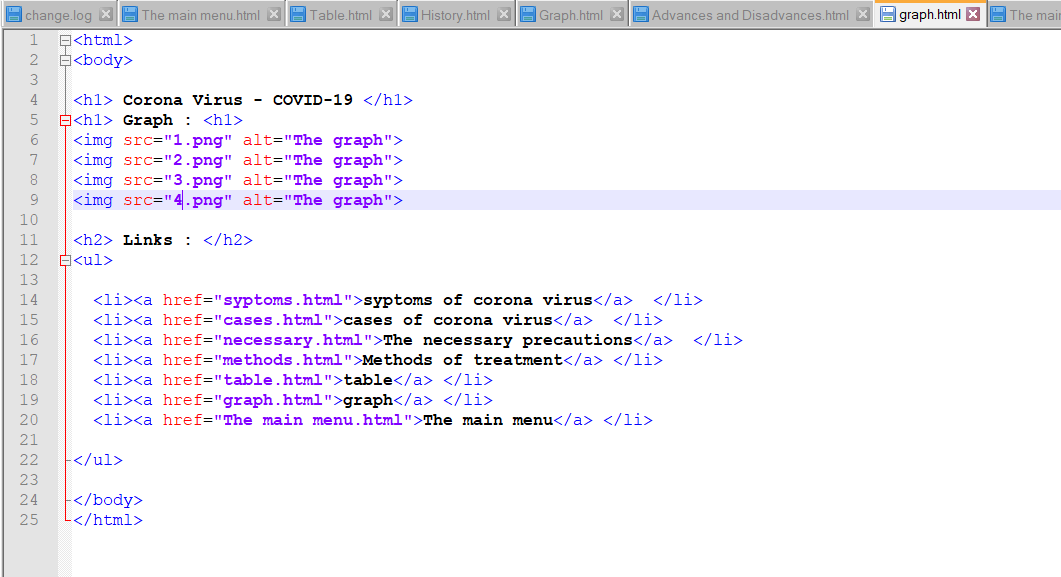 change.log The main menu.html Table.html History.html Graph.html Advances and Disadvances.html graph.html The mai
1 <html>
2 <body>
3
4 <h1> Corona Virus - COVID-19 </h1>
5 <h1> Graph : <h1>
6 <img src="1.png" alt="The graph">
7 <img src="2.png" alt="The graph">
8 <img src="3.png" alt="The graph">
9 <img src="4.png" alt="The graph">
10
11 <h2> Links : </h2>
12 <ul>
13
14 <li><a href="syptoms.html">syptoms of corona virus</a>  </li>
15 <li><a href="cases.html">cases of corona virus</a>  </li>
16 <li><a href="necessary.html">The necessary precautions</a>  </li>
17 <li><a href="methods.html">Methods of treatment</a> </li>
18 <li><a href="table.html">table</a> </li>
19 <li><a href="graph.html">graph</a> </li>
20 <li><a href="The main menu.html">The main menu</a> </li>
21
22 </ul>
23
24 </body>
25 </html>